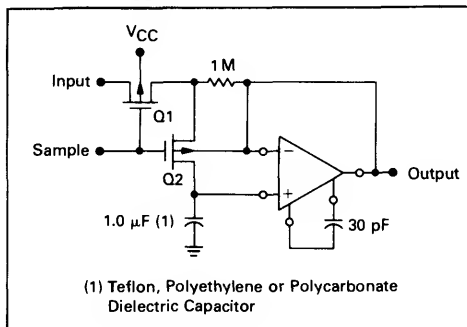 VCC
1 M
Input
Q1
Sample
Q2
−
+
Output
1.0 μF (1)
30 pF
(1) Teflon, Polyethylene or Polycarbonate
Dielectric Capacitor